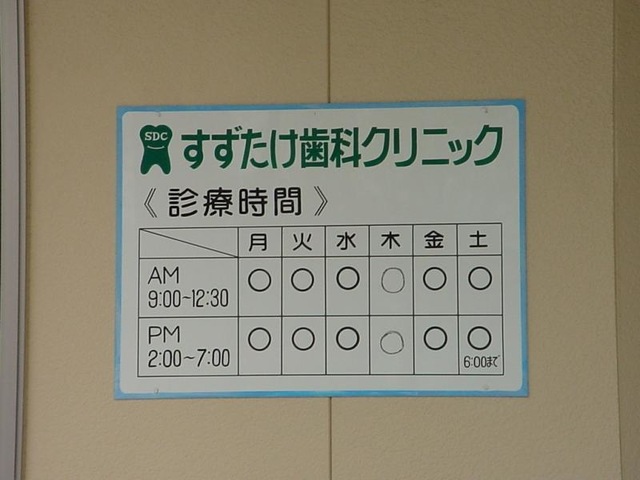 SDC すずたけ歯科クリニック
《診療時間》
月 火 水 木 金 土
AM 9:00~12:30 ○ ○ ○ ○ ○ ○
PM 2:00~7:00 ○ ○ ○ ○ ○ ○ 6:00まで